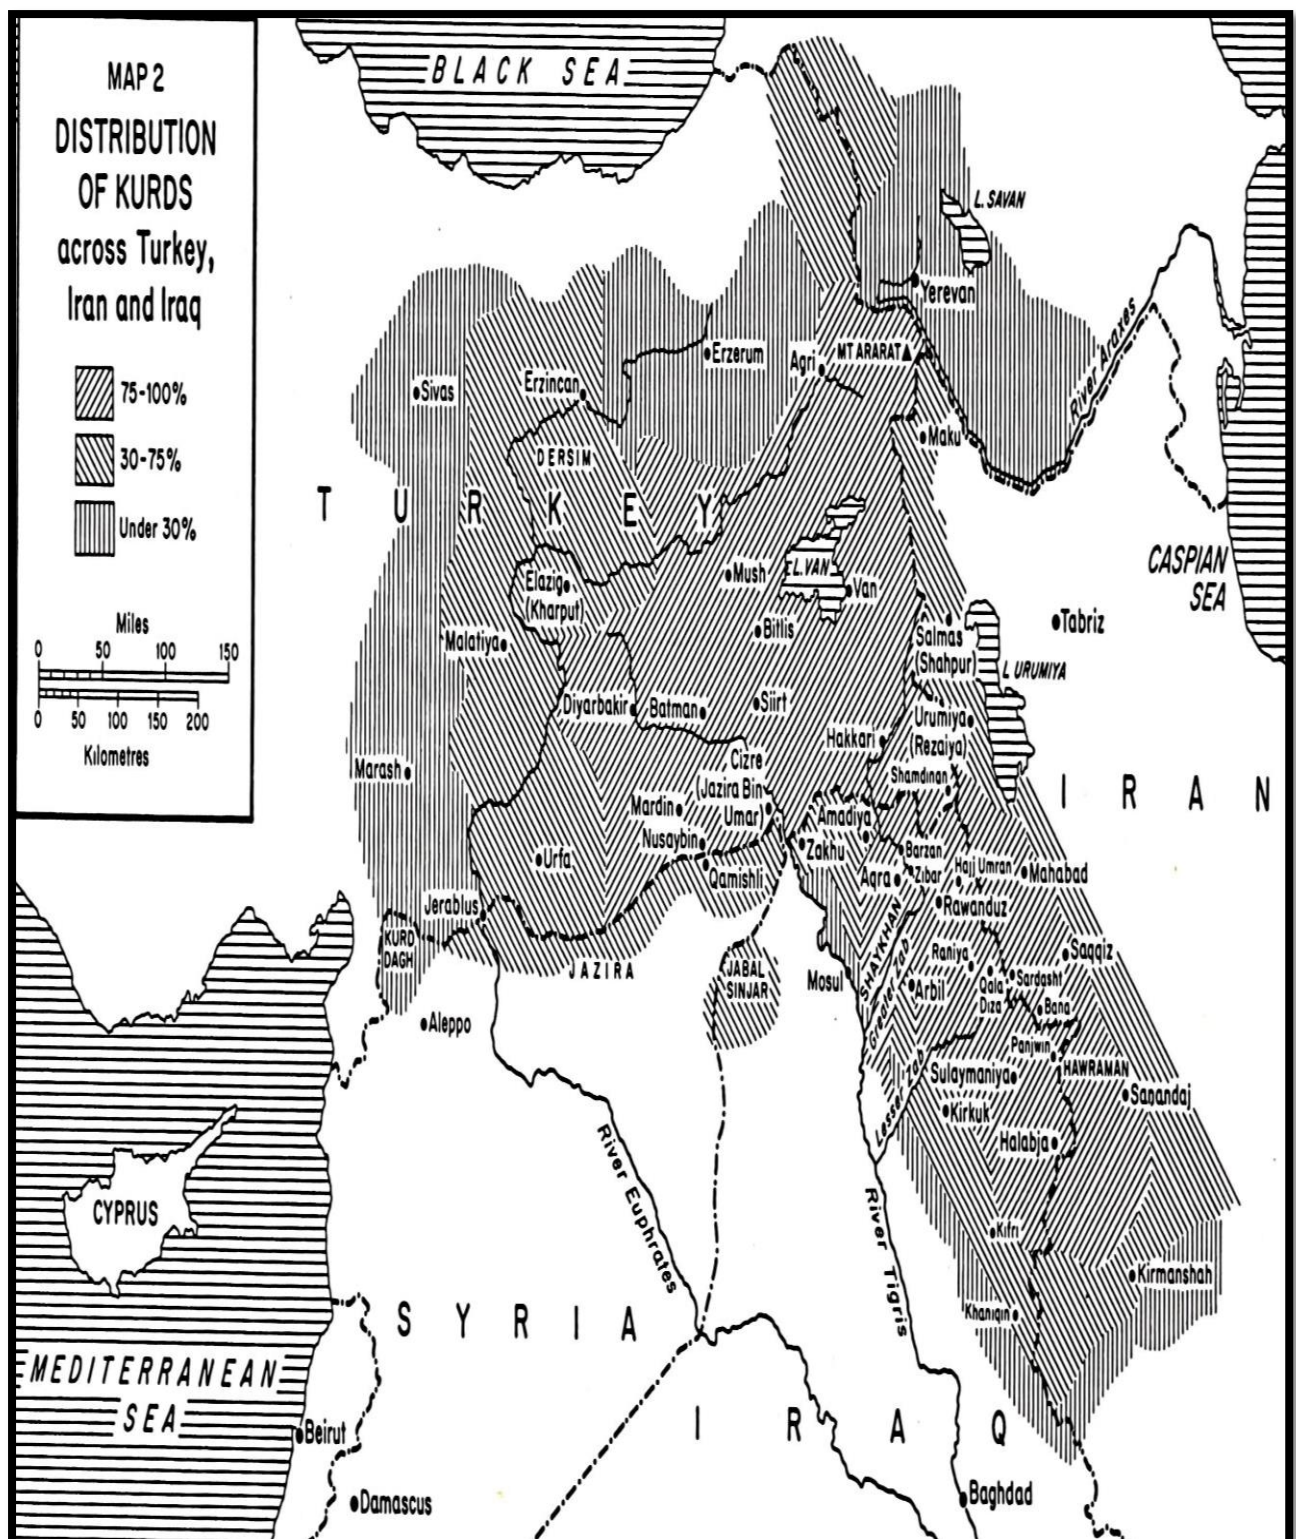 MAP 2
DISTRIBUTION
OF KURDS
across Turkey,
Iran and Iraq
75-100%
30-75%
Under 30%
Miles
0 50 100 150
0 50 100 150 200
Kilometres
BLACK SEA
L. SAVAN
Yerevan
River Araxes
MT ARARAT
Agri
Erzerum
Erzincan
Sivas
Maku
DERSIM
TURKEY
CASPIAN
SEA
L. VAN
Mush
Van
Elazig
(Kharput)
Bitlis
Tabriz
Salmas
(Shahpur)
Malatiya
L URUMIYA
Diyarbakir
Batman
Siirt
Urumiya
(Rezaiya)
Hakkari
Cizre
(Jazira Bin
Umar)
Shamdinan
Marash
IRAN
Mardin
Amadiya
Nusaybin
Zakhu
Barzan
Zibar
Hajj Umran
Mahabad
Urfa
Qamishli
Aqra
Jerablus
Rawanduz
KURD
DAGH
SHAYKHAN
Greater Zab
Raniya
Saqqiz
JAZIRA
JABAL
SINJAR
Mosul
Arbil
Qala
Diza
Sardasht
Bana
Aleppo
Panjwin
Lesser Zab
Sulaymaniya
HAWRAMAN
Sanandaj
Kirkuk
Halabja
River Euphrates
CYPRUS
River Tigris
Kifri
Kirmanshah
Khaniqin
SYRIA
MEDITERRANEAN
SEA
IRAQ
Beirut
Damascus
Baghdad